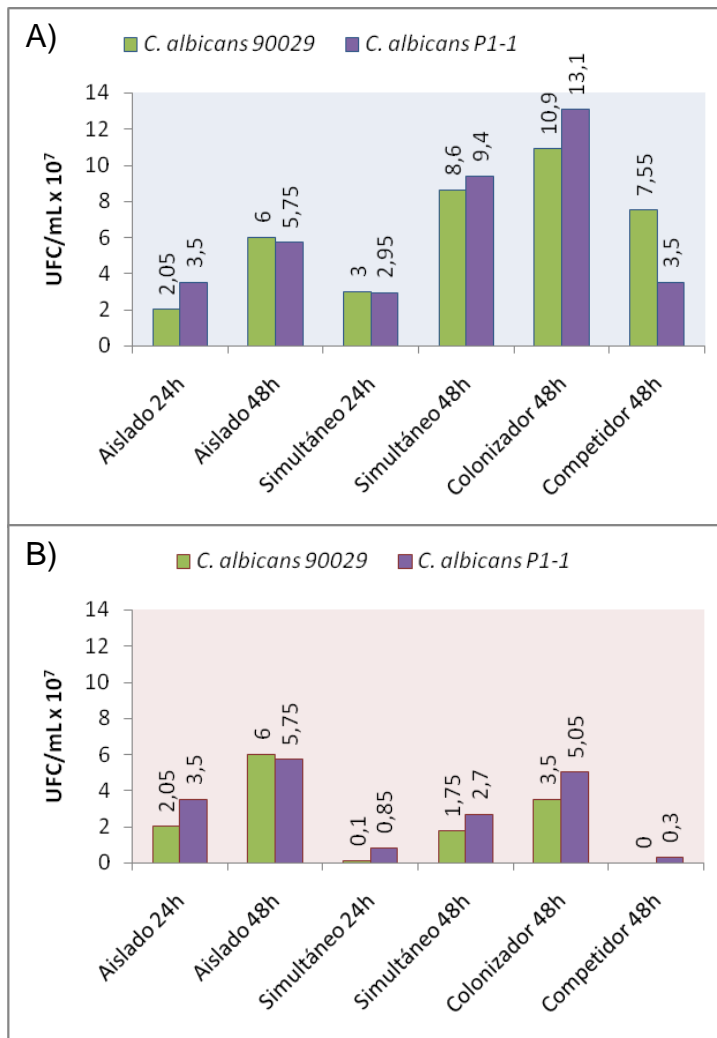 A)
C. albicans 90029 C. albicans P1-1
UFC/mL x 10⁷
14
12
10
8
6
4
2
0
2,05 3,5 6 5,75 3 2,95 8,6 9,4 10,9 13,1 7,55 3,5
Aislado 24h
Aislado 48h
Simultáneo 24h
Simultáneo 48h
Colonizador 48h
Competidor 48h
B)
C. albicans 90029 C. albicans P1-1
UFC/mL x 10⁷
14
12
10
8
6
4
2
0
2,05 3,5 6 5,75 0,1 0,85 1,75 2,7 3,5 5,05 0 0,3
Aislado 24h
Aislado 48h
Simultáneo 24h
Simultáneo 48h
Colonizador 48h
Competidor 48h